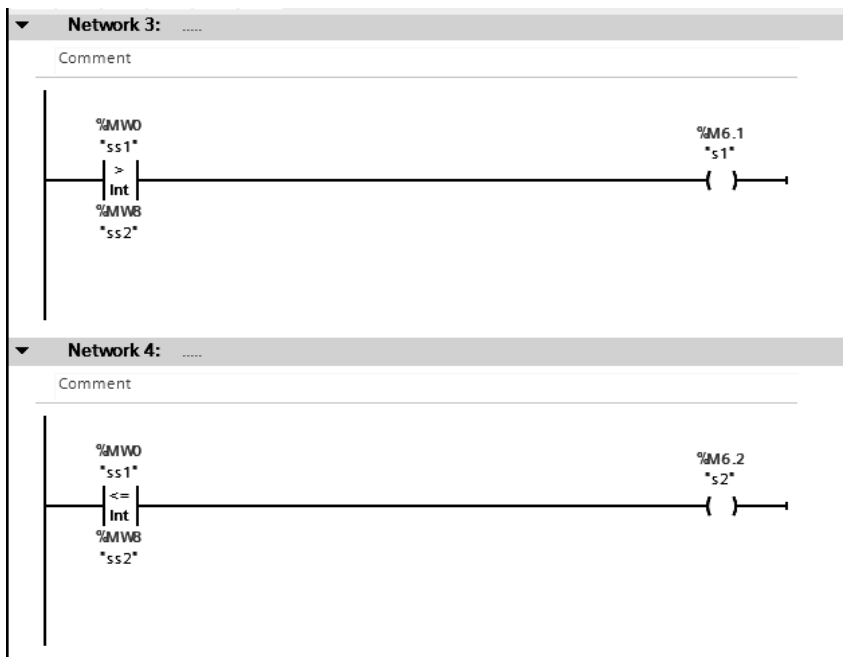 Network 3: .....
Comment
%MW0
"ss1"
>
Int
%MW8
"ss2"
%M6.1
"s1"
( )
Network 4: .....
Comment
%MW0
"ss1"
<=
Int
%MW8
"ss2"
%M6.2
"s2"
( )